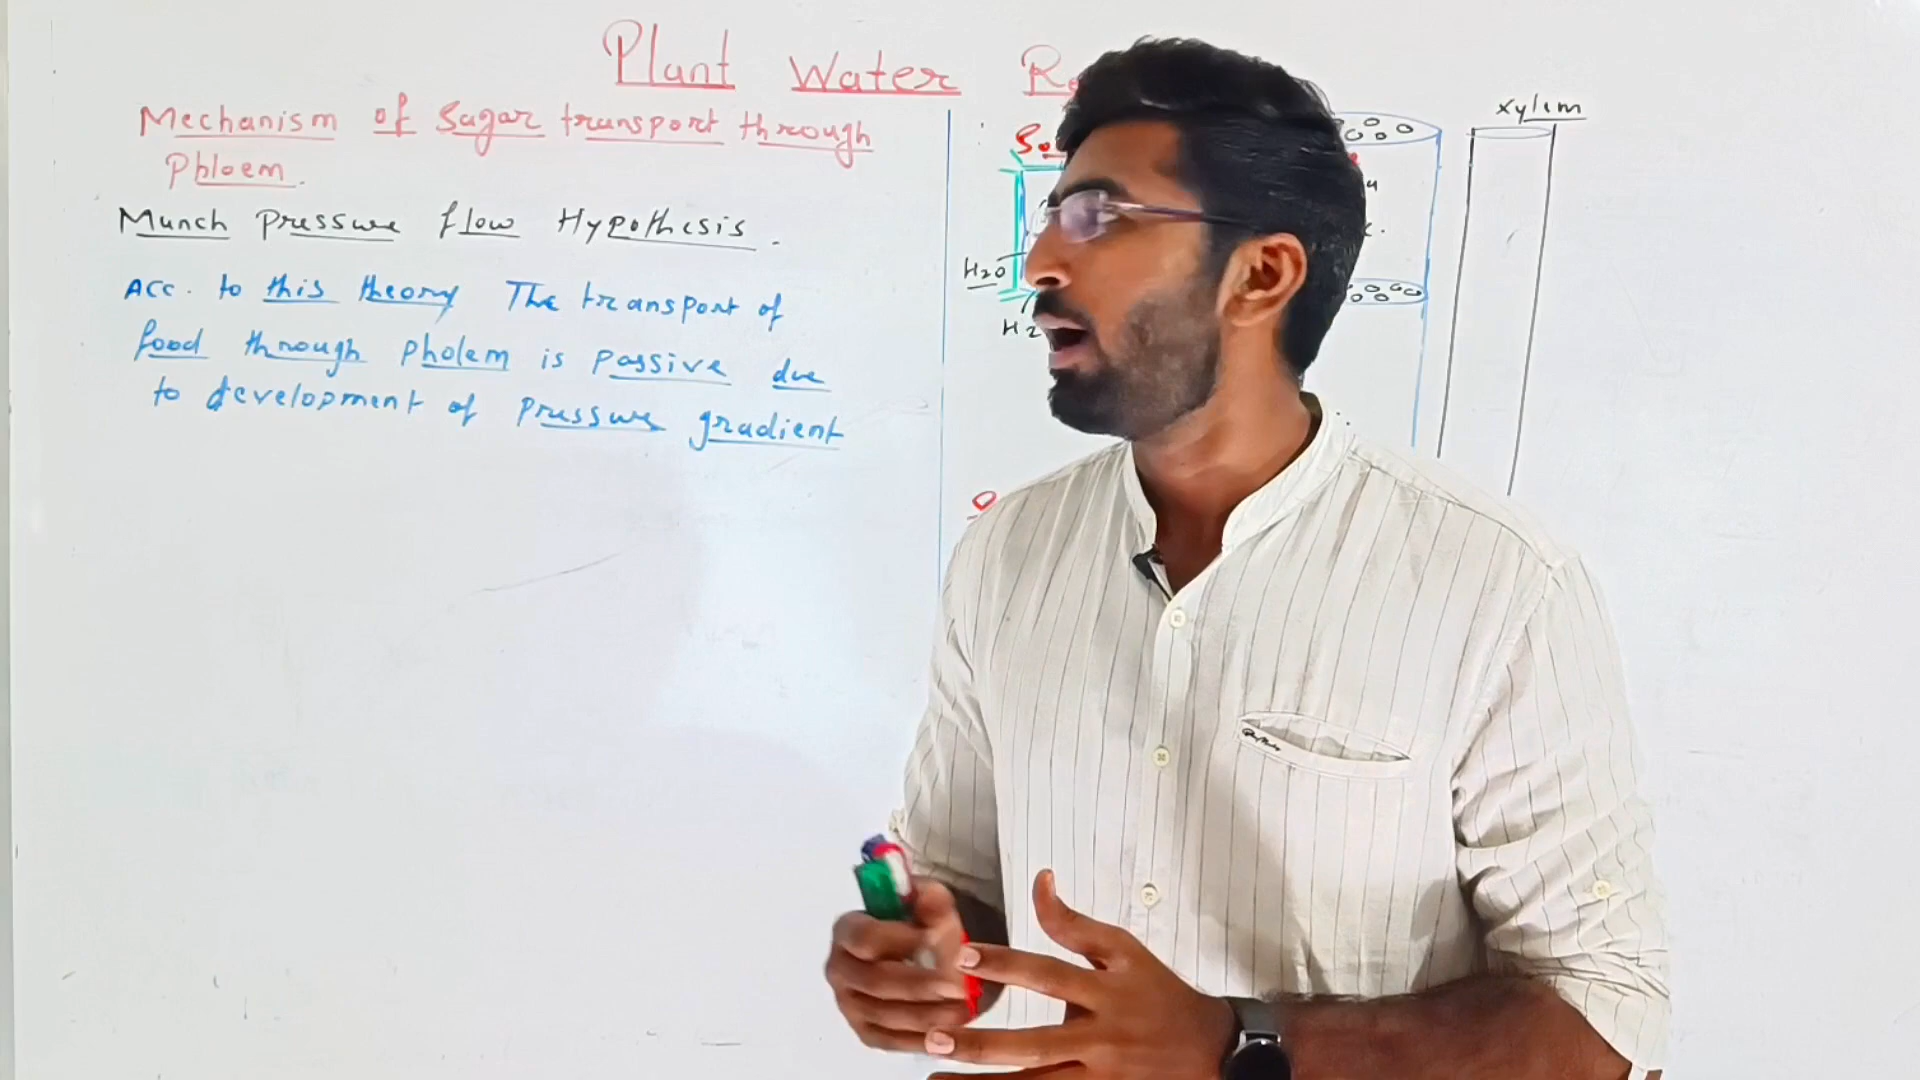 Plant Water
Mechanism of Sugar transport through
Phloem.
Munch pressure flow Hypothesis.
Acc. to this theory The transport of
food through pholem is passive due
to development of pressure gradient
H2O
xylem